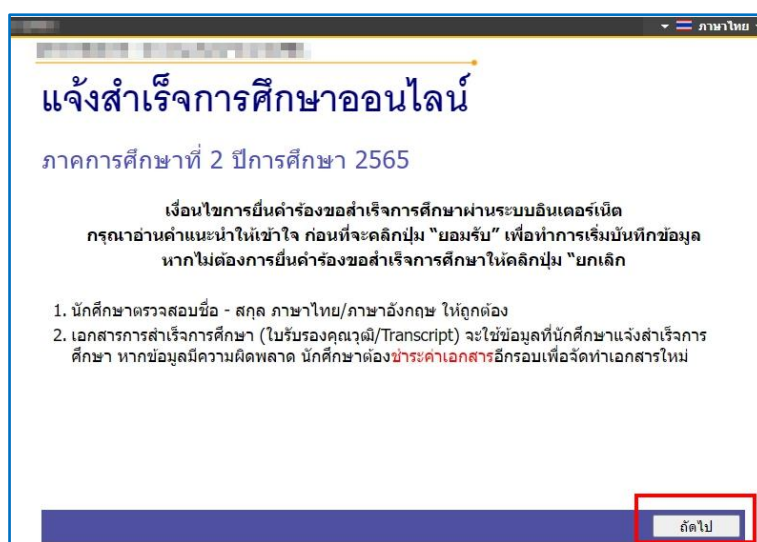 ภาษาไทย
แจ้งสำเร็จการศึกษาออนไลน์
ภาคการศึกษาที่ 2 ปีการศึกษา 2565
เงื่อนไขการยื่นคำร้องขอสำเร็จการศึกษาผ่านระบบอินเตอร์เน็ต
กรุณาอ่านคำแนะนำให้เข้าใจ ก่อนที่จะคลิกปุ่ม “ยอมรับ” เพื่อทำการเริ่มบันทึกข้อมูล
หากไม่ต้องการยื่นคำร้องขอสำเร็จการศึกษาให้คลิกปุ่ม “ยกเลิก
1. นักศึกษาตรวจสอบชื่อ - สกุล ภาษาไทย/ภาษาอังกฤษ ให้ถูกต้อง
2. เอกสารการสำเร็จการศึกษา (ใบรับรองคุณวุฒิ/Transcript) จะใช้ข้อมูลที่นักศึกษาแจ้งสำเร็จการ
ศึกษา หากข้อมูลมีความผิดพลาด นักศึกษาต้องชำระค่าเอกสารอีกรอบเพื่อจัดทำเอกสารใหม่
ถัดไป